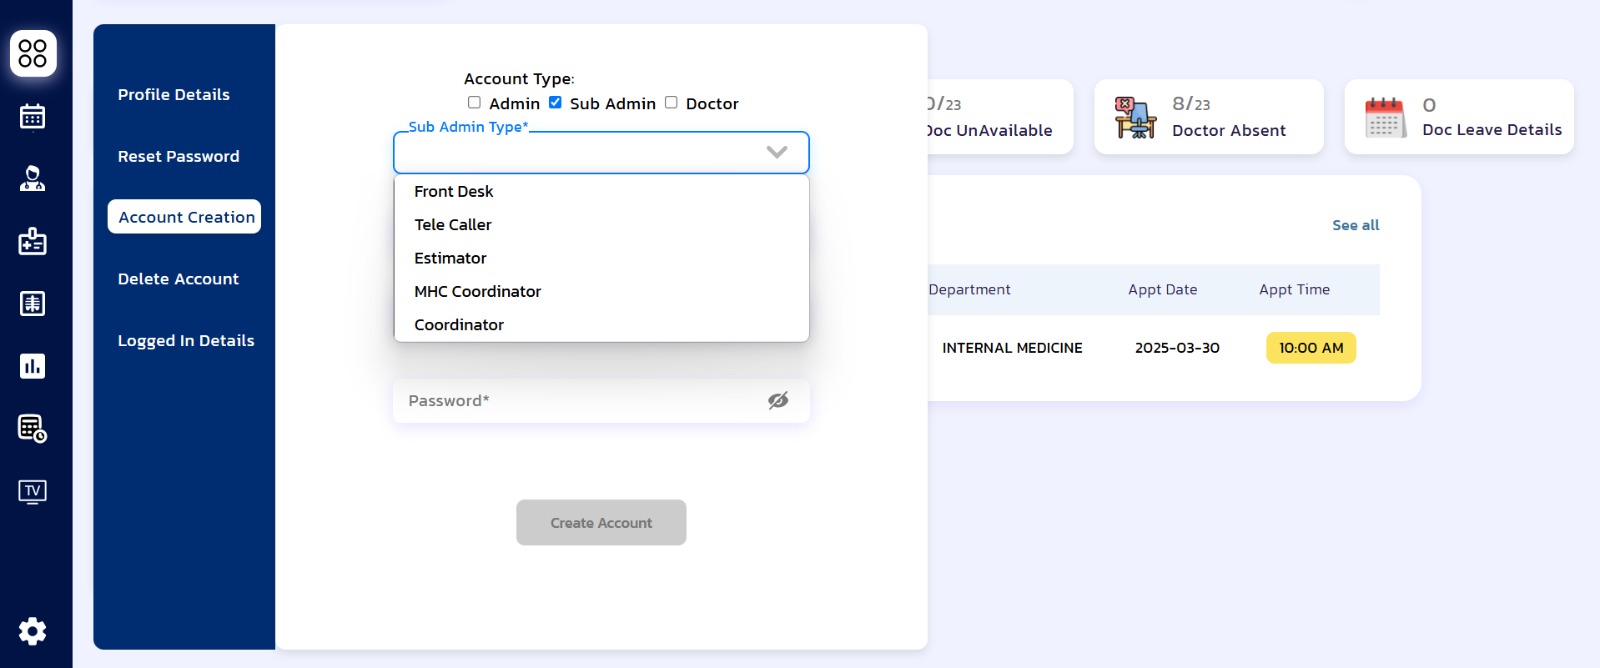 Profile Details
Reset Password
Account Creation
Delete Account
Logged In Details
TV
Account Type:
Admin Sub Admin Doctor
Sub Admin Type*
Front Desk
Tele Caller
Estimator
MHC Coordinator
Coordinator
Password*
Create Account
/23
Doc UnAvailable
8/23
Doctor Absent
0
Doc Leave Details
See all
Department Appt Date Appt Time
INTERNAL MEDICINE 2025-03-30 10:00 AM